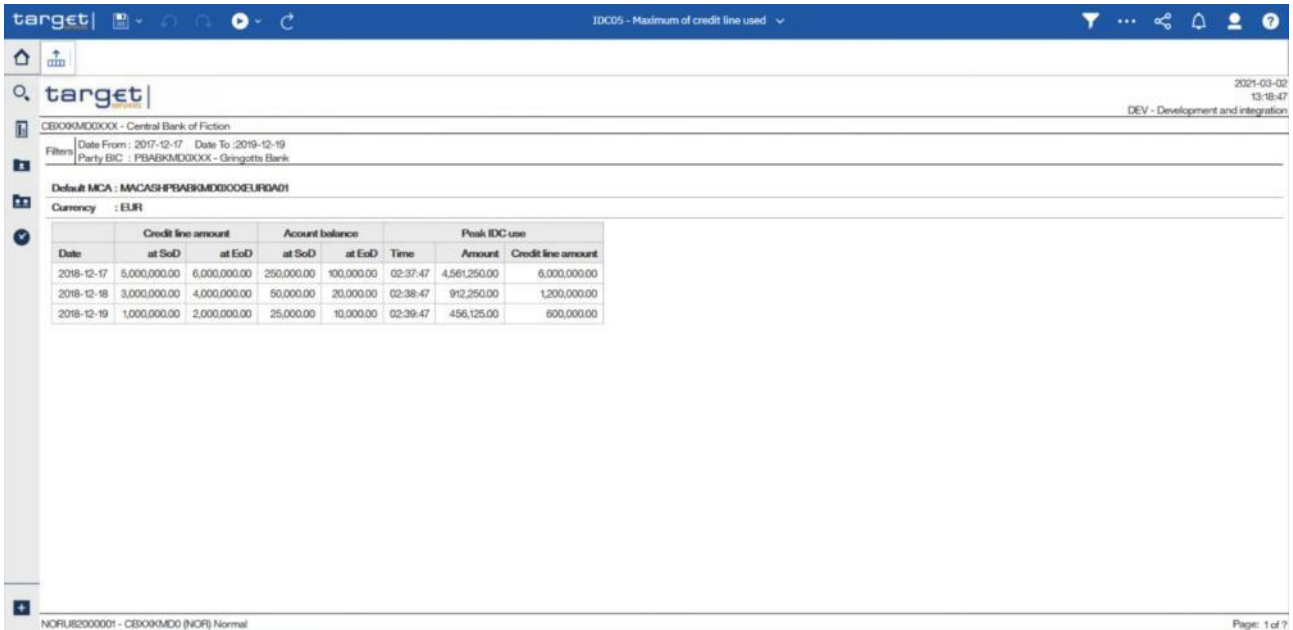 target| IDC05 - Maximum of credit line used
target|
services
2021-03-02
13:18:47
DEV - Development and integration
- Central Bank of Fiction
Filters Date From : 2017-12-17 Date To :2019-12-19
Party BIC : PBABKMD0XXX - Gringotts Bank
Default MCA :
Currency : EUR
Credit line amount Acount balance Peak IDC use
Date at SoD at EoD at SoD at EoD Time Amount Credit line amount
2018-12-17 5,000,000.00 6,000,000.00 250,000.00 100,000.00 02:37:47 4,561,250.00 6,000,000.00
2018-12-18 3,000,000.00 4,000,000.00 50,000.00 20,000.00 02:38:47 912,250.00 1,200,000.00
2018-12-19 1,000,000.00 2,000,000.00 25,000.00 10,000.00 02:39:47 456,125.00 600,000.00
NORU82000001 - CBXXKMD0 (NOR) Normal Page: 1 of ?